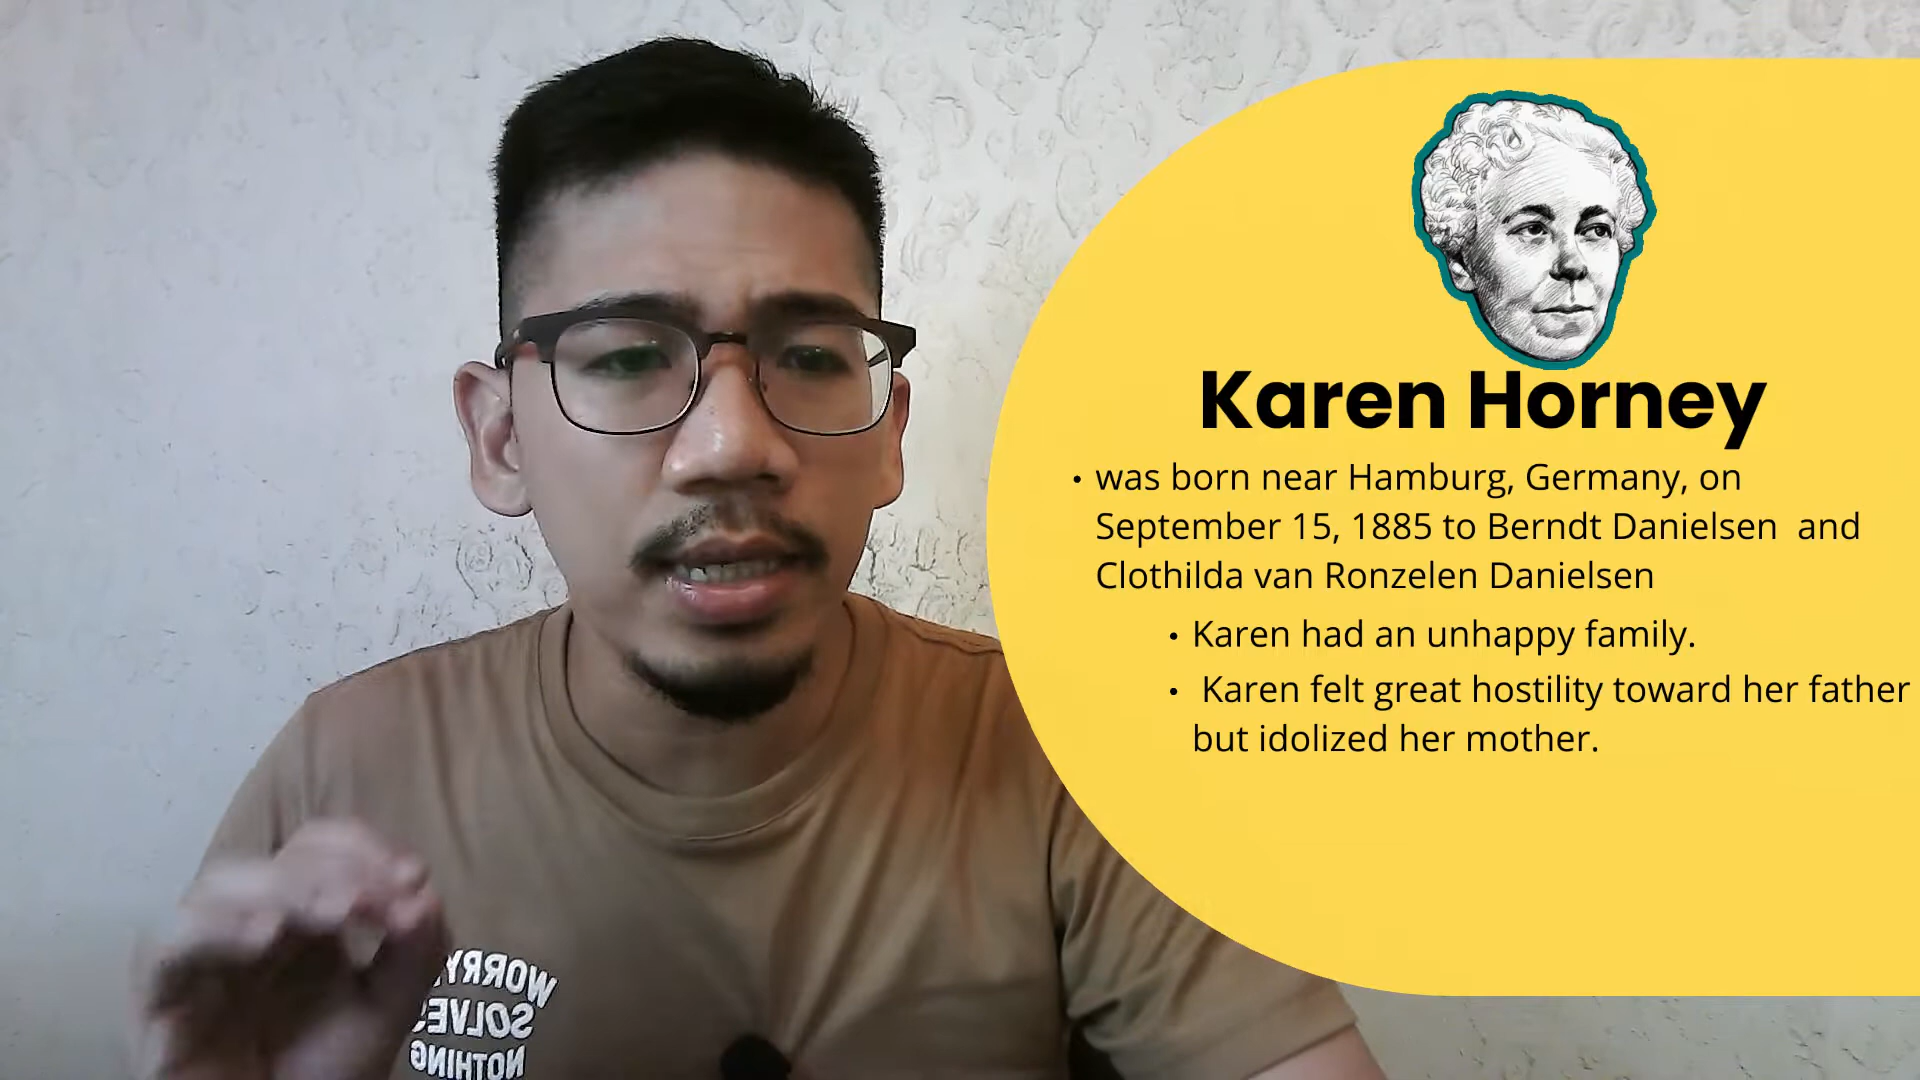 Karen Horney
• was born near Hamburg, Germany, on
September 15, 1885 to Berndt Danielsen and
Clothilda van Ronzelen Danielsen
• Karen had an unhappy family.
• Karen felt great hostility toward her father
but idolized her mother.
WORRY
SOLVES
NOTHING